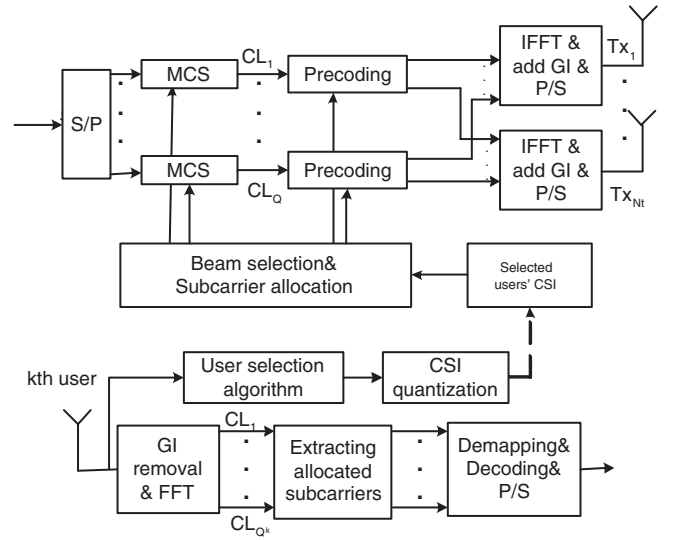 S/P
MCS
CL1
Precoding
IFFT &
add GI &
P/S
Tx1
MCS
CLQ
Precoding
IFFT &
add GI &
P/S
TxNt
Beam selection&
Subcarrier allocation
Selected
users' CSI
kth user
User selection
algorithm
CSI
quantization
GI
removal
& FFT
CL1
CLQk
Extracting
allocated
subcarriers
Demapping&
Decoding&
P/S